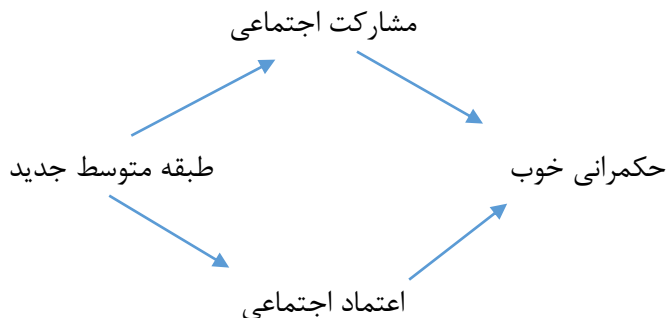 مشارکت اجتماعی
طبقه متوسط جدید
حکمرانی خوب
اعتماد اجتماعی